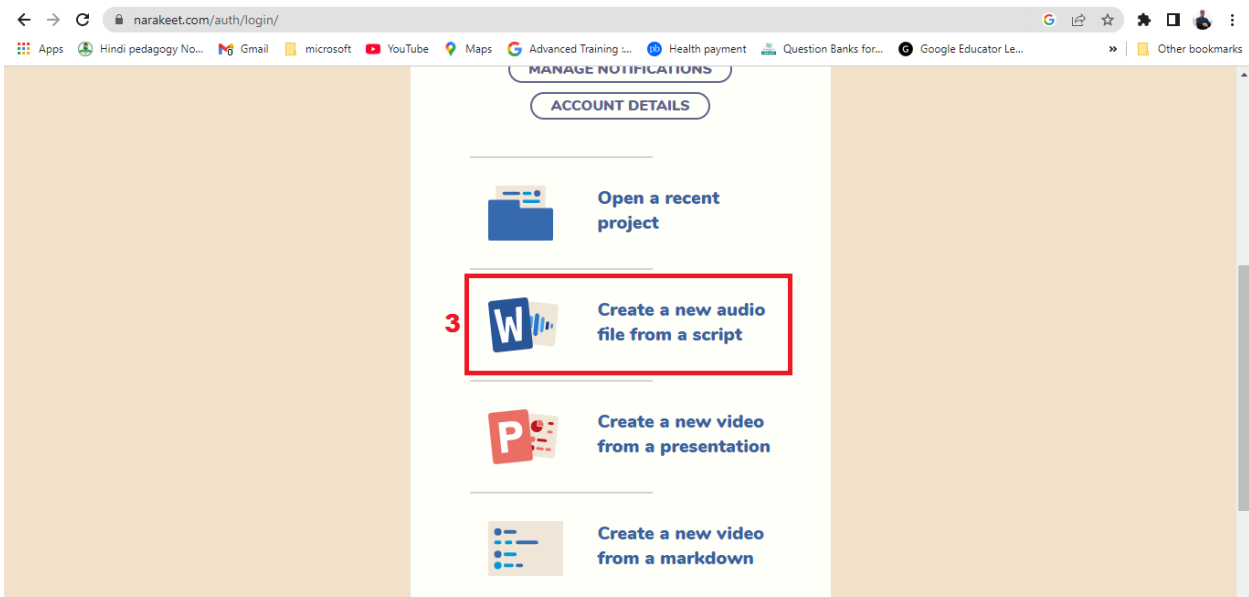 narakeet.com/auth/login/
Apps Hindi pedagogy No... Gmail microsoft YouTube Maps Advanced Training :... Health payment Question Banks for... Google Educator Le... » Other bookmarks
MANAGE NOTIFICATIONS
ACCOUNT DETAILS
Open a recent
project
3
Create a new audio
file from a script
Create a new video
from a presentation
Create a new video
from a markdown